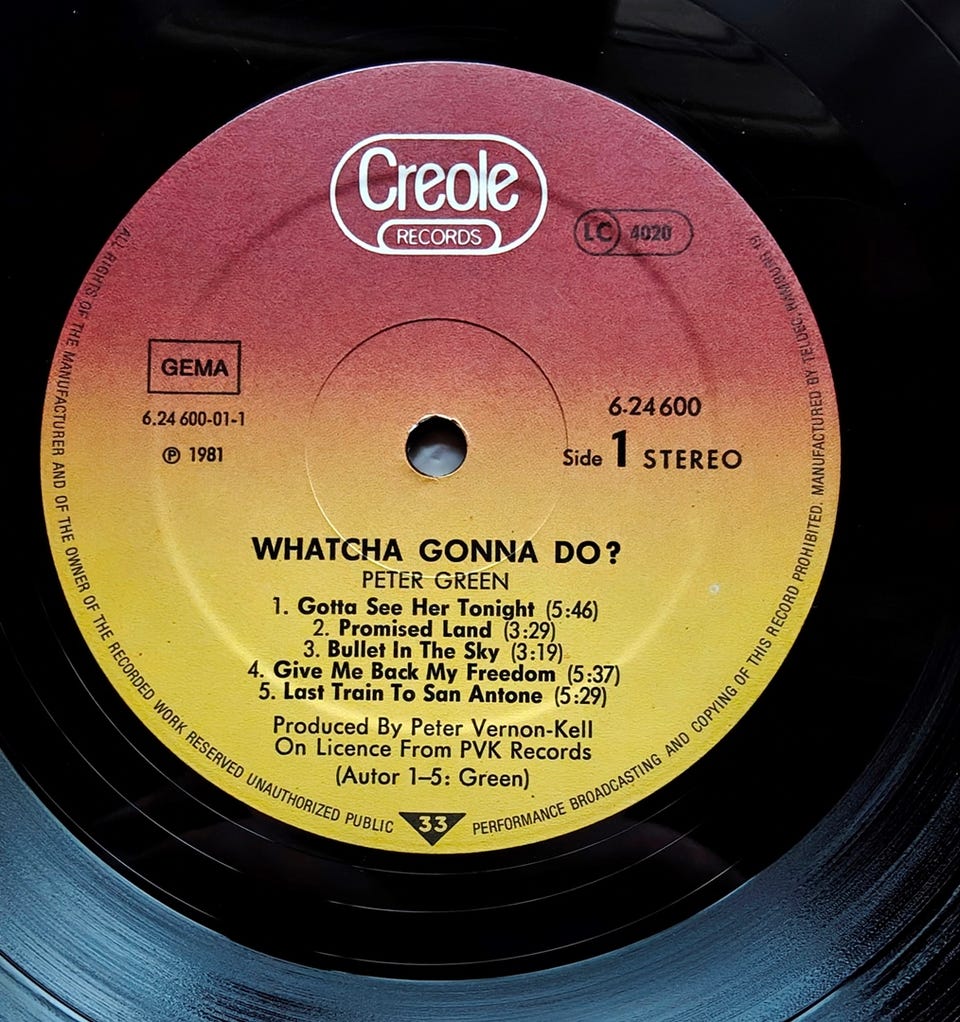 Creole
RECORDS
LC 4020
GEMA
6.24 600-01-1
℗ 1981
6.24600
Side 1 STEREO
WHATCHA GONNA DO?
PETER GREEN
1. Gotta See Her Tonight (5:46)
2. Promised Land (3:29)
3. Bullet In The Sky (3:19)
4. Give Me Back My Freedom (5:37)
5. Last Train To San Antone (5:29)
Produced By Peter Vernon-Kell
On Licence From PVK Records
(Autor 1–5: Green)
33
ALL RIGHTS OF THE MANUFACTURER AND OF THE OWNER OF THE RECORDED WORK RESERVED UNAUTHORIZED PUBLIC PERFORMANCE BROADCASTING AND COPYING OF THIS RECORD PROHIBITED. MANUFACTURED BY TELDEC, HAMBURG 19